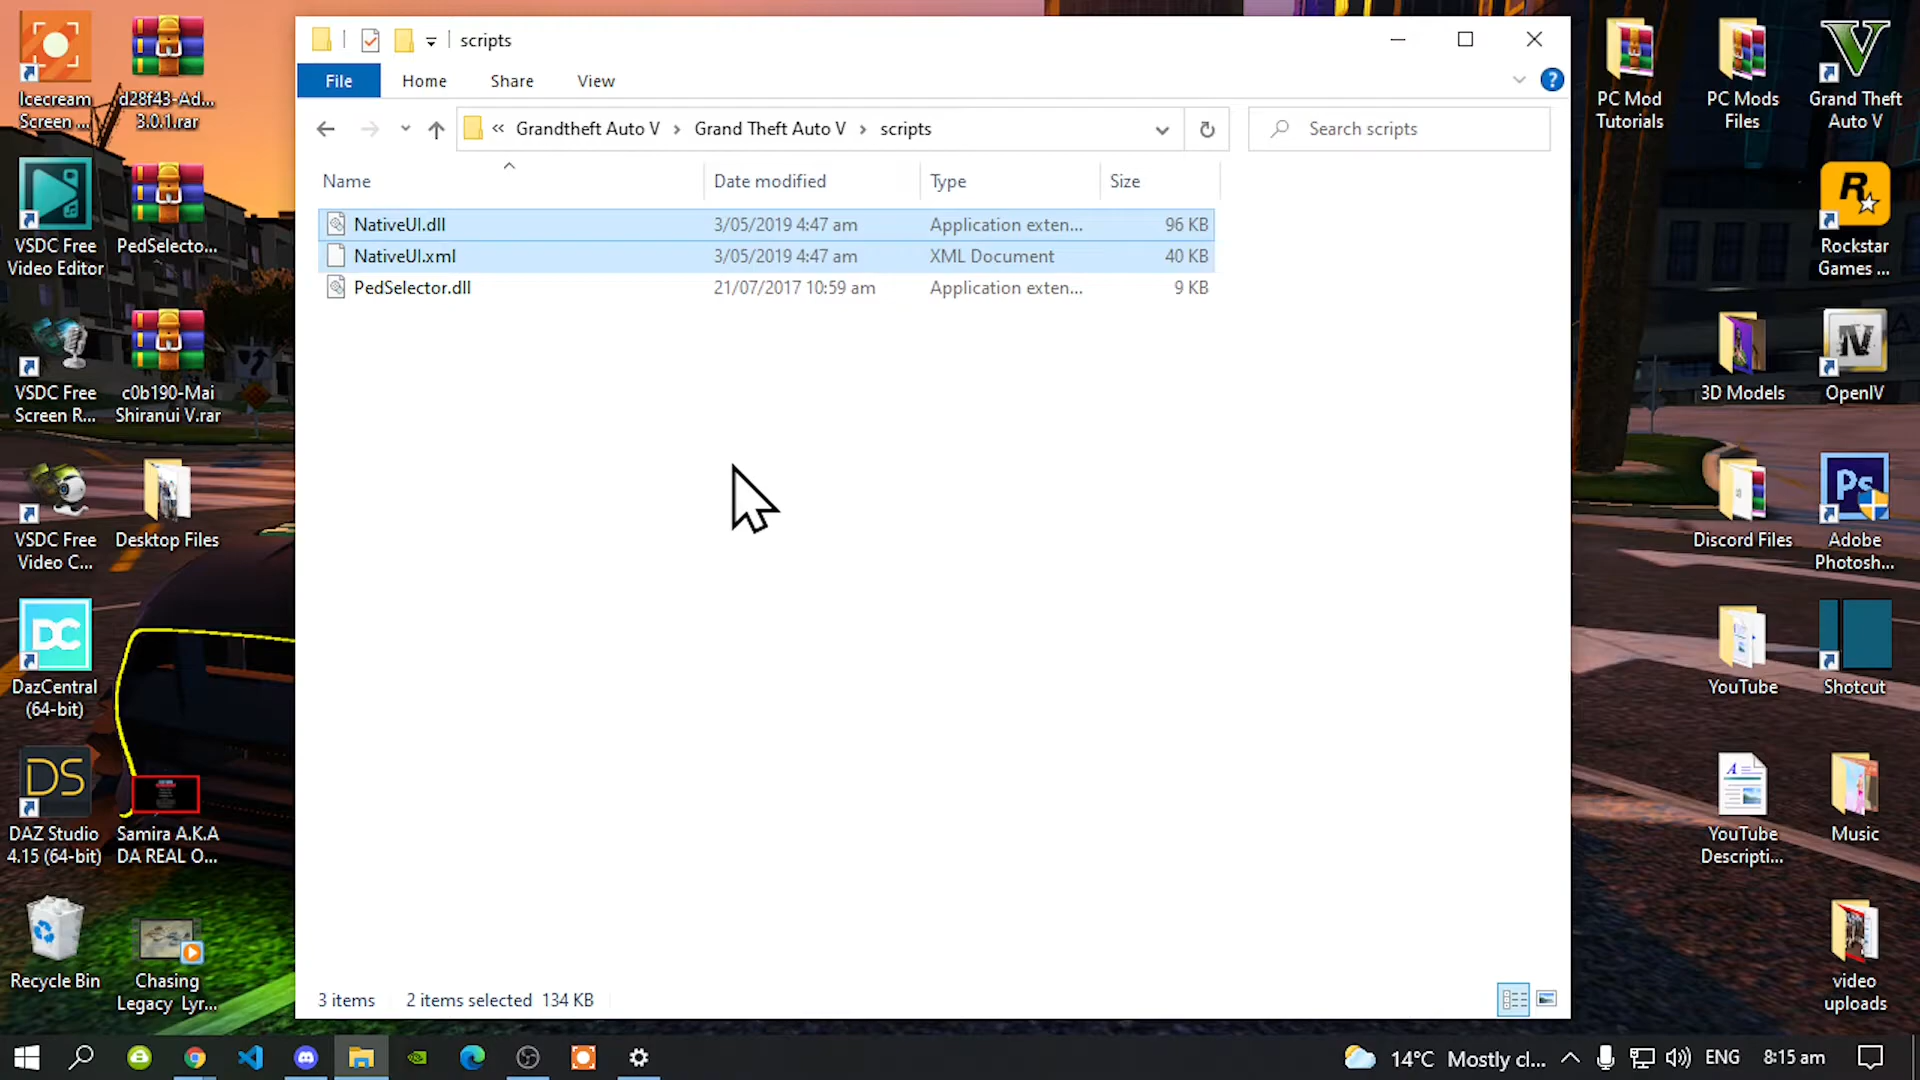 scripts
File
Home
Share
View
« Grandtheft Auto V > Grand Theft Auto V > scripts
Search scripts
Name
Date modified
Type
Size
NativeUI.dll
3/05/2019 4:47 am
Application exten...
96 KB
NativeUI.xml
3/05/2019 4:47 am
XML Document
40 KB
PedSelector.dll
21/07/2017 10:59 am
Application exten...
9 KB
3 items
2 items selected 134 KB
Icecream
Screen ...
d28f43-Ad...
3.0.1.rar
VSDC Free
Video Editor
PedSelecto...
VSDC Free
Screen R...
c0b190-Mai
Shiranui V.rar
VSDC Free
Video C...
Desktop Files
DC
DazCentral
(64-bit)
DS
DAZ Studio
4.15 (64-bit)
Samira A.K.A
DA REAL O...
Recycle Bin
Chasing
Legacy Lyr...
PC Mod
Tutorials
PC Mods
Files
Grand Theft
Auto V
Rockstar
Games ...
3D Models
OpenIV
Discord Files
Ps
Adobe
Photosh...
YouTube
Shotcut
YouTube
Descripti...
Music
video
uploads
14°C Mostly cl...
ENG
8:15 am